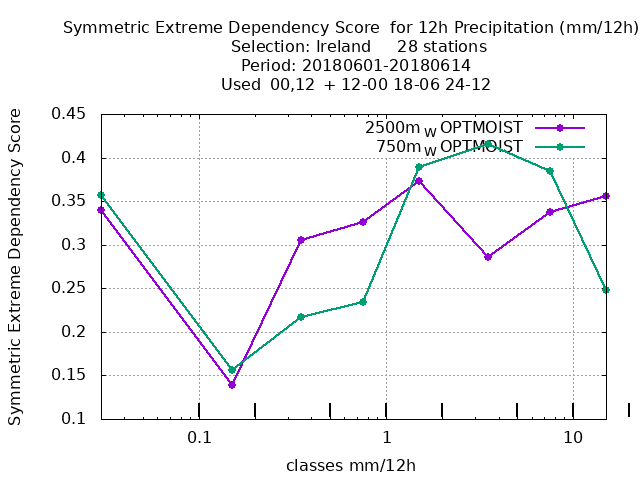 Symmetric Extreme Dependency Score  for 12h Precipitation (mm/12h)
Selection: Ireland     28 stations
Period: 20180601-20180614
Used  00,12  + 12-00 18-06 24-12
Symmetric Extreme Dependency Score
0.45
0.4
0.35
0.3
0.25
0.2
0.15
0.1
2500m W OPTMOIST
750m W OPTMOIST
0.1 1 10
classes mm/12h